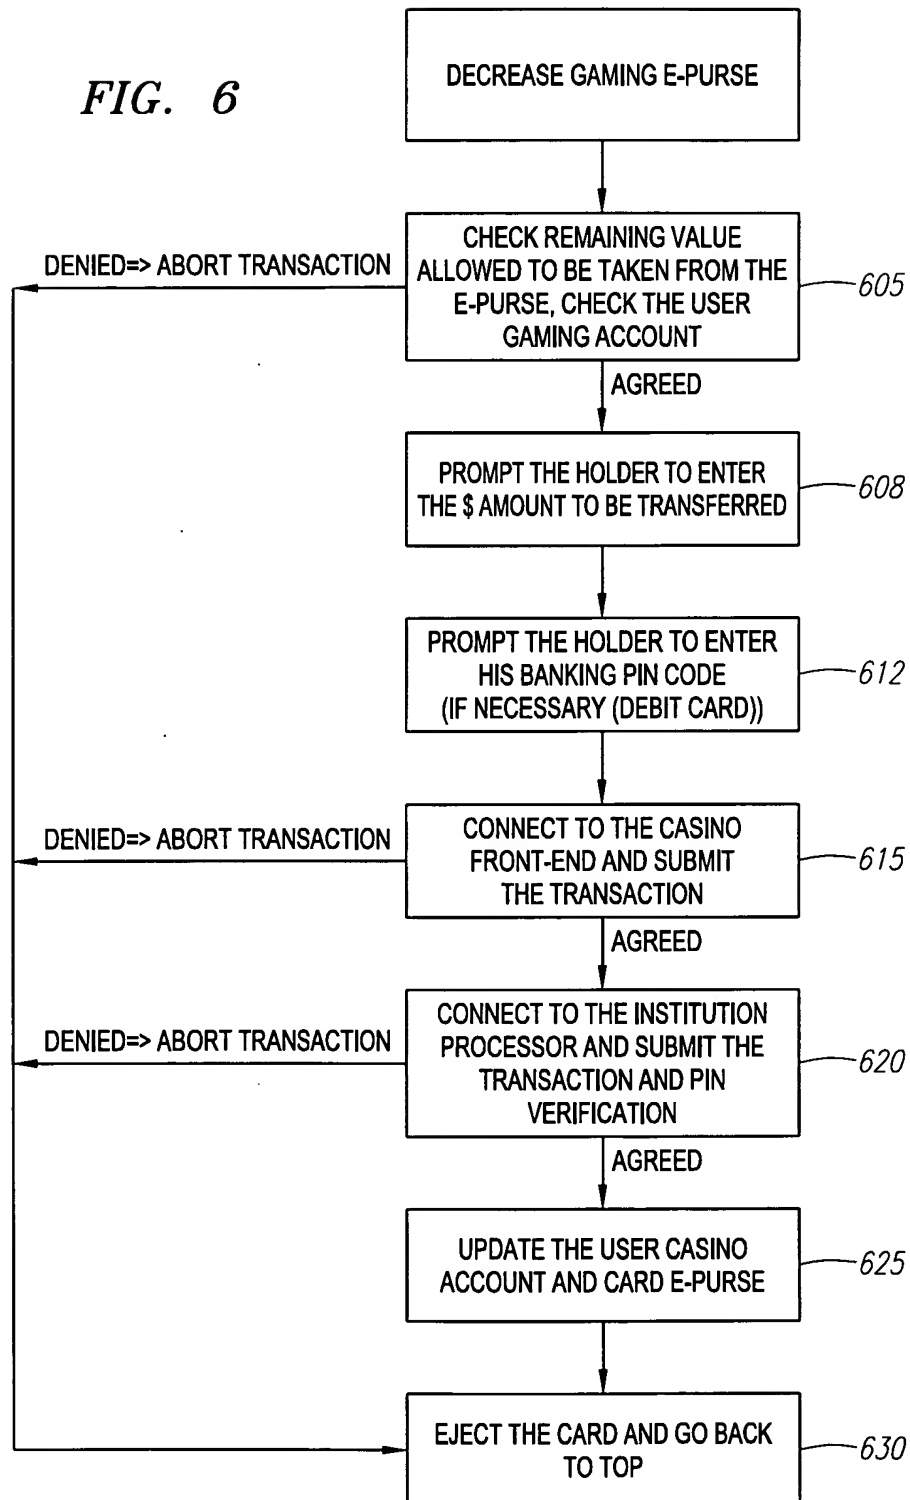 FIG. 6
DECREASE GAMING E-PURSE
CHECK REMAINING VALUE
ALLOWED TO BE TAKEN FROM THE
E-PURSE, CHECK THE USER
GAMING ACCOUNT
605
DENIED=> ABORT TRANSACTION
AGREED
PROMPT THE HOLDER TO ENTER
THE $ AMOUNT TO BE TRANSFERRED
608
PROMPT THE HOLDER TO ENTER
HIS BANKING PIN CODE
(IF NECESSARY (DEBIT CARD))
612
CONNECT TO THE CASINO
FRONT-END AND SUBMIT
THE TRANSACTION
615
DENIED=> ABORT TRANSACTION
AGREED
CONNECT TO THE INSTITUTION
PROCESSOR AND SUBMIT THE
TRANSACTION AND PIN
VERIFICATION
620
DENIED=> ABORT TRANSACTION
AGREED
UPDATE THE USER CASINO
ACCOUNT AND CARD E-PURSE
625
EJECT THE CARD AND GO BACK
TO TOP
630